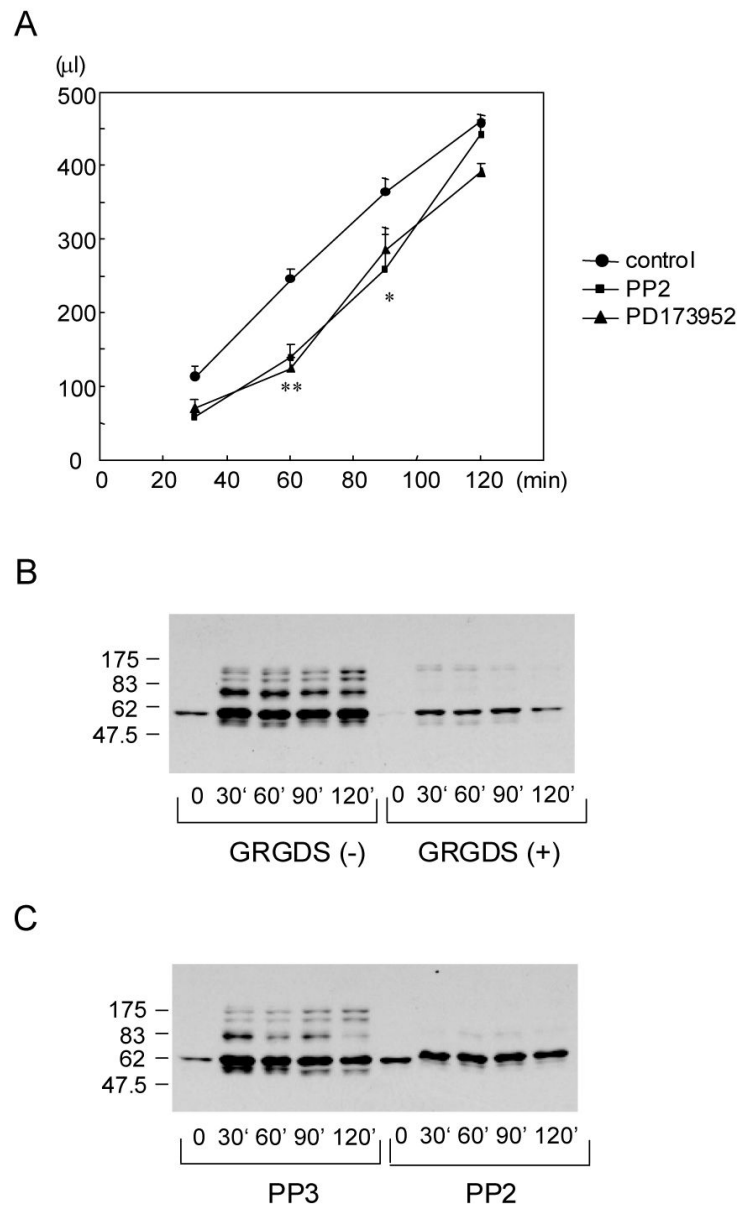 A
(μl)
500
400
300
200
100
0
**
*
0 20 40 60 80 100 120 (min)
control
PP2
PD173952
B
175 –
83 –
62 –
47.5 –
0 30‘ 60’ 90’ 120’ 0 30‘ 60’ 90’ 120’
GRGDS (-) GRGDS (+)
C
175 –
83 –
62 –
47.5 –
0 30‘ 60’ 90’ 120’ 0 30‘ 60’ 90’ 120’
PP3 PP2